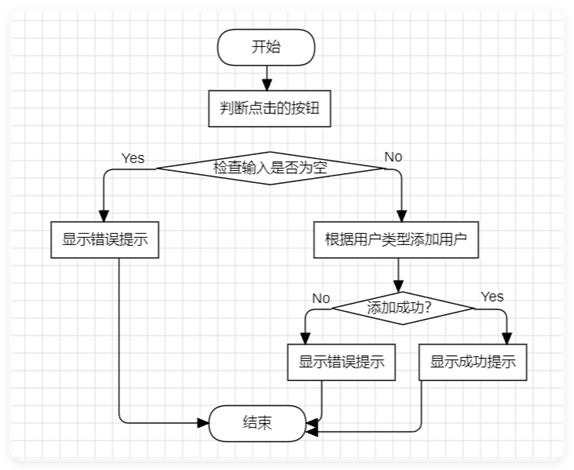 开始
判断点击的按钮
Yes
检查输入是否为空
No
显示错误提示
根据用户类型添加用户
No
添加成功?
Yes
显示错误提示
显示成功提示
结束